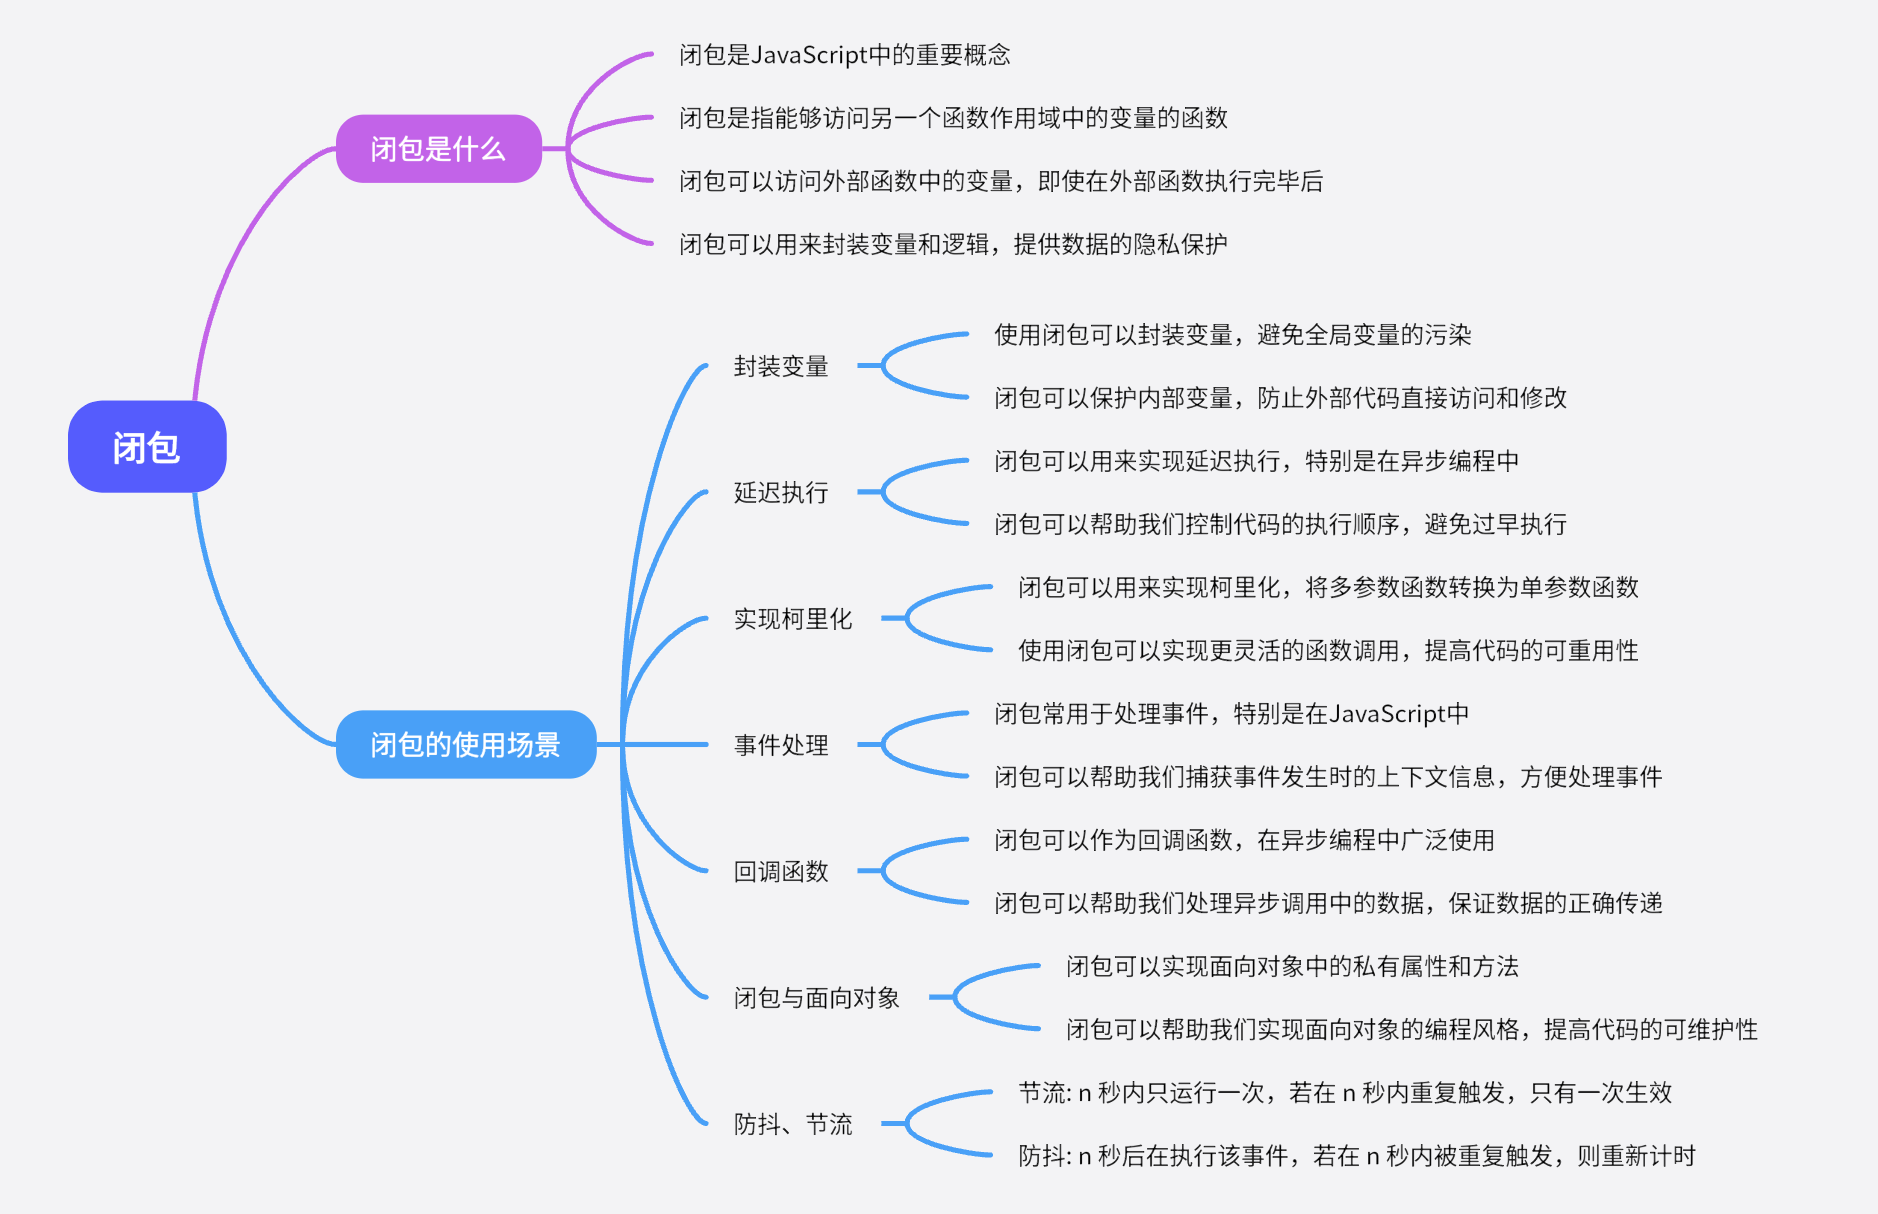 闭包
闭包是什么
闭包是JavaScript中的重要概念
闭包是指能够访问另一个函数作用域中的变量的函数
闭包可以访问外部函数中的变量，即使在外部函数执行完毕后
闭包可以用来封装变量和逻辑，提供数据的隐私保护
闭包的使用场景
封装变量
使用闭包可以封装变量，避免全局变量的污染
闭包可以保护内部变量，防止外部代码直接访问和修改
延迟执行
闭包可以用来实现延迟执行，特别是在异步编程中
闭包可以帮助我们控制代码的执行顺序，避免过早执行
实现柯里化
闭包可以用来实现柯里化，将多参数函数转换为单参数函数
使用闭包可以实现更灵活的函数调用，提高代码的可重用性
事件处理
闭包常用于处理事件，特别是在JavaScript中
闭包可以帮助我们捕获事件发生时的上下文信息，方便处理事件
回调函数
闭包可以作为回调函数，在异步编程中广泛使用
闭包可以帮助我们处理异步调用中的数据，保证数据的正确传递
闭包与面向对象
闭包可以实现面向对象中的私有属性和方法
闭包可以帮助我们实现面向对象的编程风格，提高代码的可维护性
防抖、节流
节流: n 秒内只运行一次，若在 n 秒内重复触发，只有一次生效
防抖: n 秒后在执行该事件，若在 n 秒内被重复触发，则重新计时